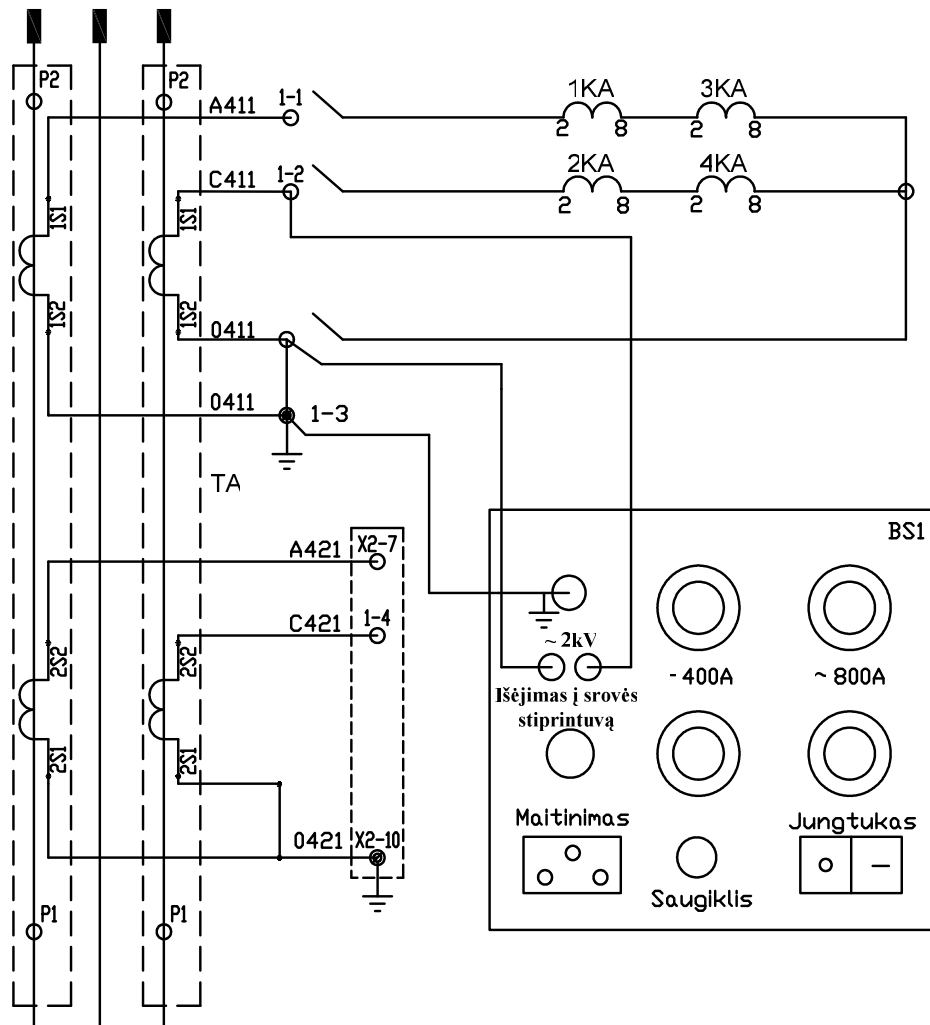 P2
P2
A411
1-1
1KA
3KA
2
8
2
8
C411
1-2
2KA
4KA
2
8
2
8
1S1
1S1
1S2
1S2
0411
0411
1-3
TA
BS1
A421
X2-7
C421
1-4
~ 2kV
- 400A
~ 800A
Išėjimas į srovės
stiprintuvą
2S2
2S2
2S1
2S1
Maitinimas
Jungtukas
0421
X2-10
Saugiklis
P1
P1